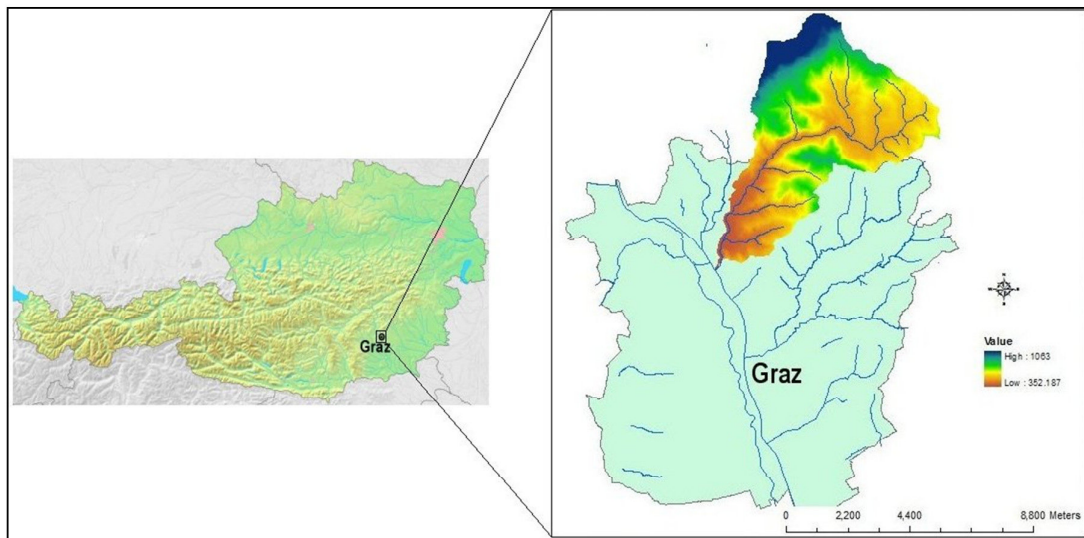 Graz
Graz
Value
High : 1063
Low : 352.187
0 2,200 4,400 8,800 Meters